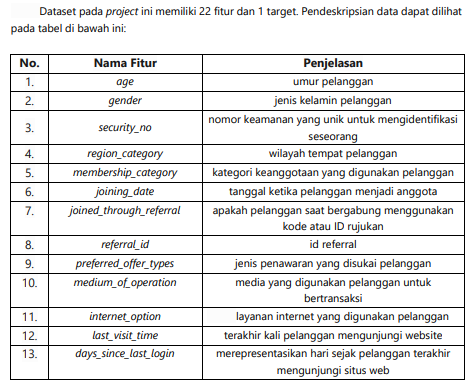 Dataset pada project ini memiliki 22 fitur dan 1 target. Pendeskripsian data dapat dilihat
pada tabel di bawah ini:
No. Nama Fitur Penjelasan
1. age umur pelanggan
2. gender jenis kelamin pelanggan
3. security_no nomor keamanan yang unik untuk mengidentifikasi
seseorang
4. region_category wilayah tempat pelanggan
5. membership_category kategori keanggotaan yang digunakan pelanggan
6. joining_date tanggal ketika pelanggan menjadi anggota
7. joined_through_referral apakah pelanggan saat bergabung menggunakan
kode atau ID rujukan
8. referral_id id referral
9. preferred_offer_types jenis penawaran yang disukai pelanggan
10. medium_of_operation media yang digunakan pelanggan untuk
bertransaksi
11. internet_option layanan internet yang digunakan pelanggan
12. last_visit_time terakhir kali pelanggan mengunjungi website
13. days_since_last_login merepresentasikan hari sejak pelanggan terakhir
mengunjungi situs web